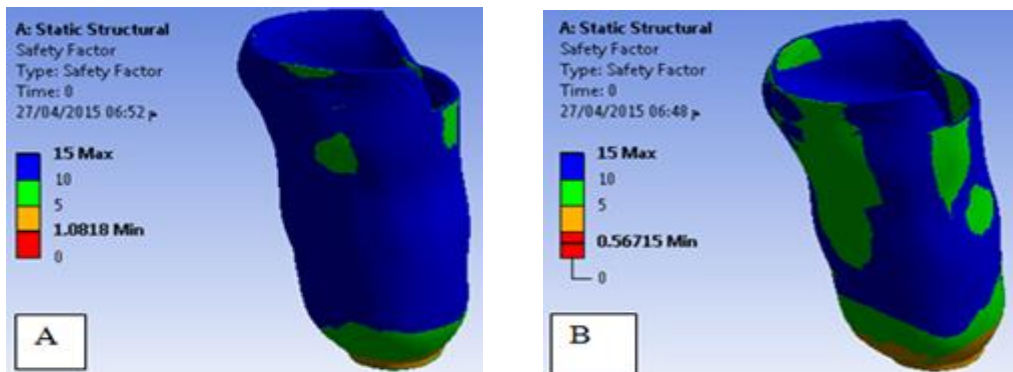 A: Static Structural
Safety Factor
Type: Safety Factor
Time: 0
27/04/2015 06:52 م
15 Max
10
5
1.0818 Min
0
A
A: Static Structural
Safety Factor
Type: Safety Factor
Time: 0
27/04/2015 06:48 م
15 Max
10
5
0.56715 Min
0
B